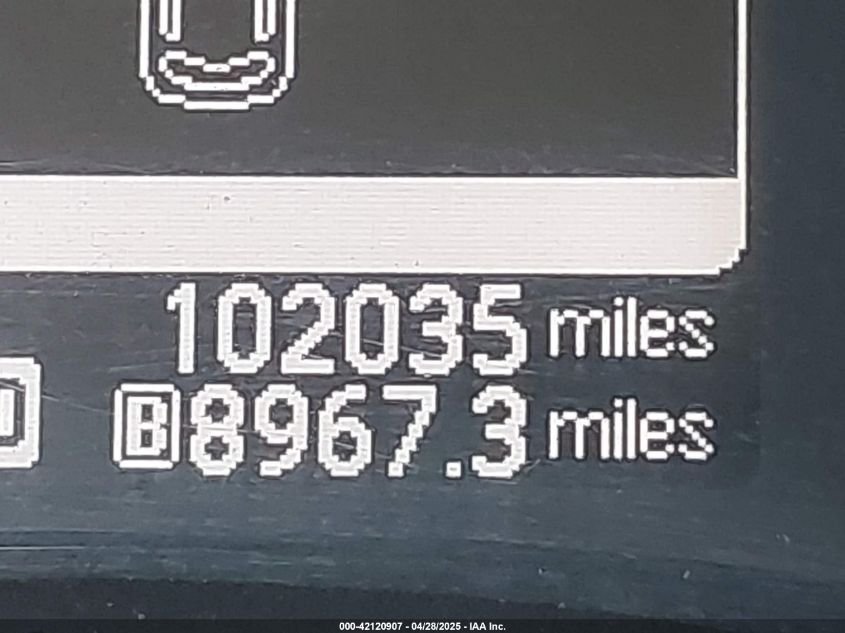 102035 miles
B 8967.3 miles
000-42120907 - 04/28/2025 - IAA Inc.